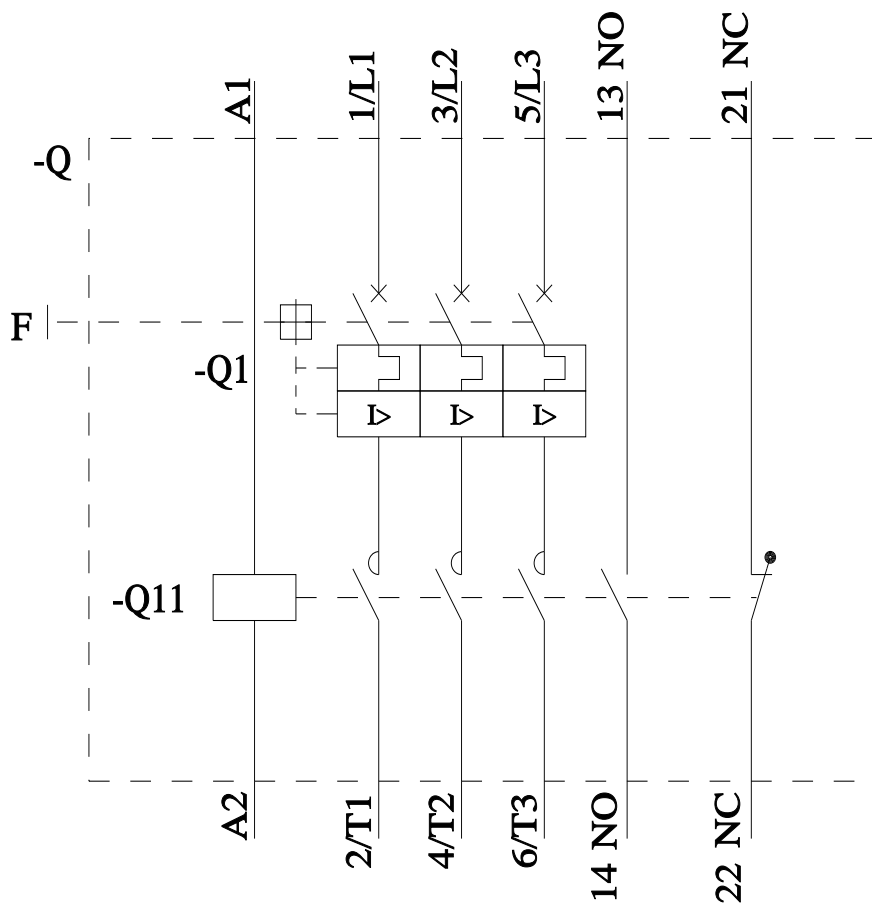 A1
1/L1
3/L2
5/L3
13 NO
21 NC
-Q
F
-Q1
I>
I>
I>
-Q11
A2
2/T1
4/T2
6/T3
14 NO
22 NC